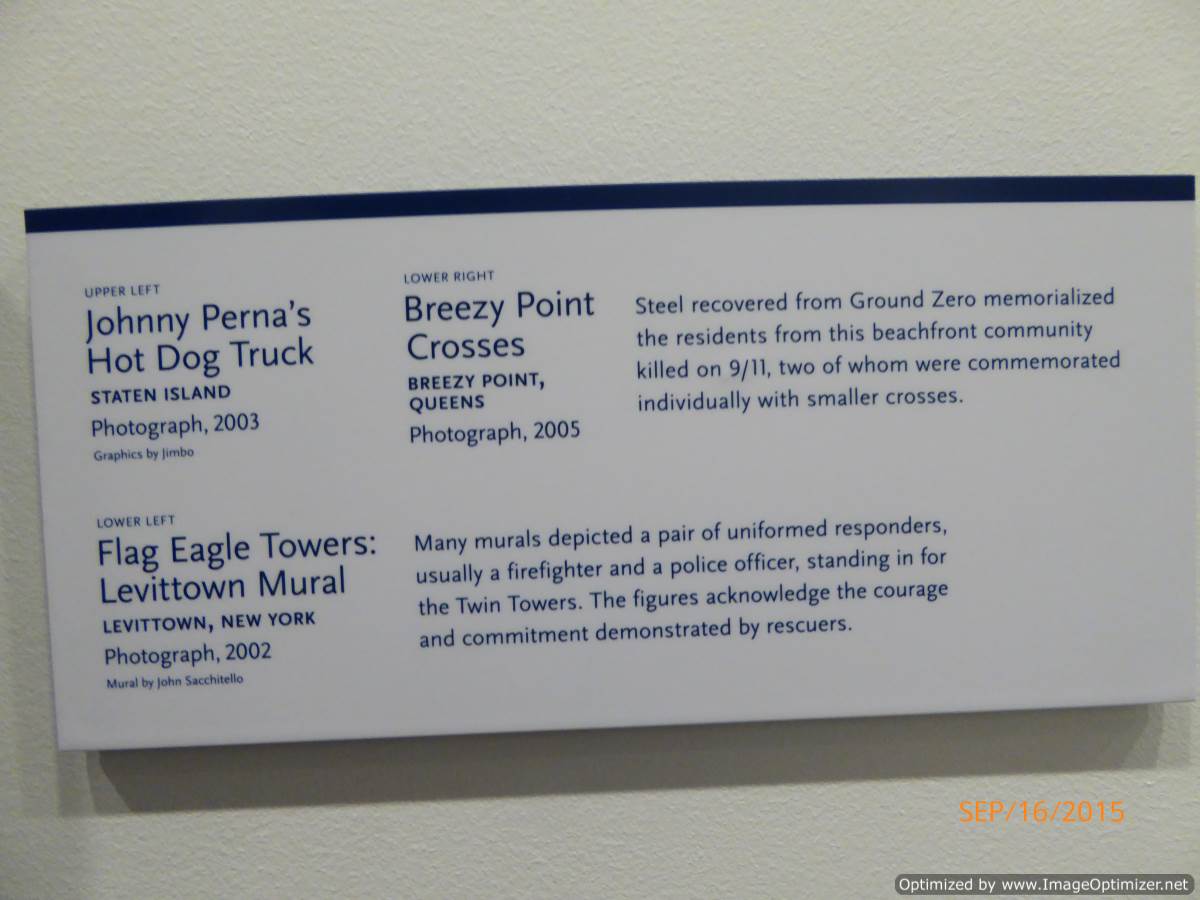 UPPER LEFT
Johnny Perna's
Hot Dog Truck
STATEN ISLAND
Photograph, 2003
Graphics by Jimbo
LOWER RIGHT
Breezy Point
Crosses
BREEZY POINT,
QUEENS
Photograph, 2005
Steel recovered from Ground Zero memorialized
the residents from this beachfront community
killed on 9/11, two of whom were commemorated
individually with smaller crosses.
LOWER LEFT
Flag Eagle Towers:
Levittown Mural
LEVITTOWN, NEW YORK
Photograph, 2002
Mural by John Sacchitello
Many murals depicted a pair of uniformed responders,
usually a firefighter and a police officer, standing in for
the Twin Towers. The figures acknowledge the courage
and commitment demonstrated by rescuers.
SEP/16/2015
Optimized by www.ImageOptimizer.net